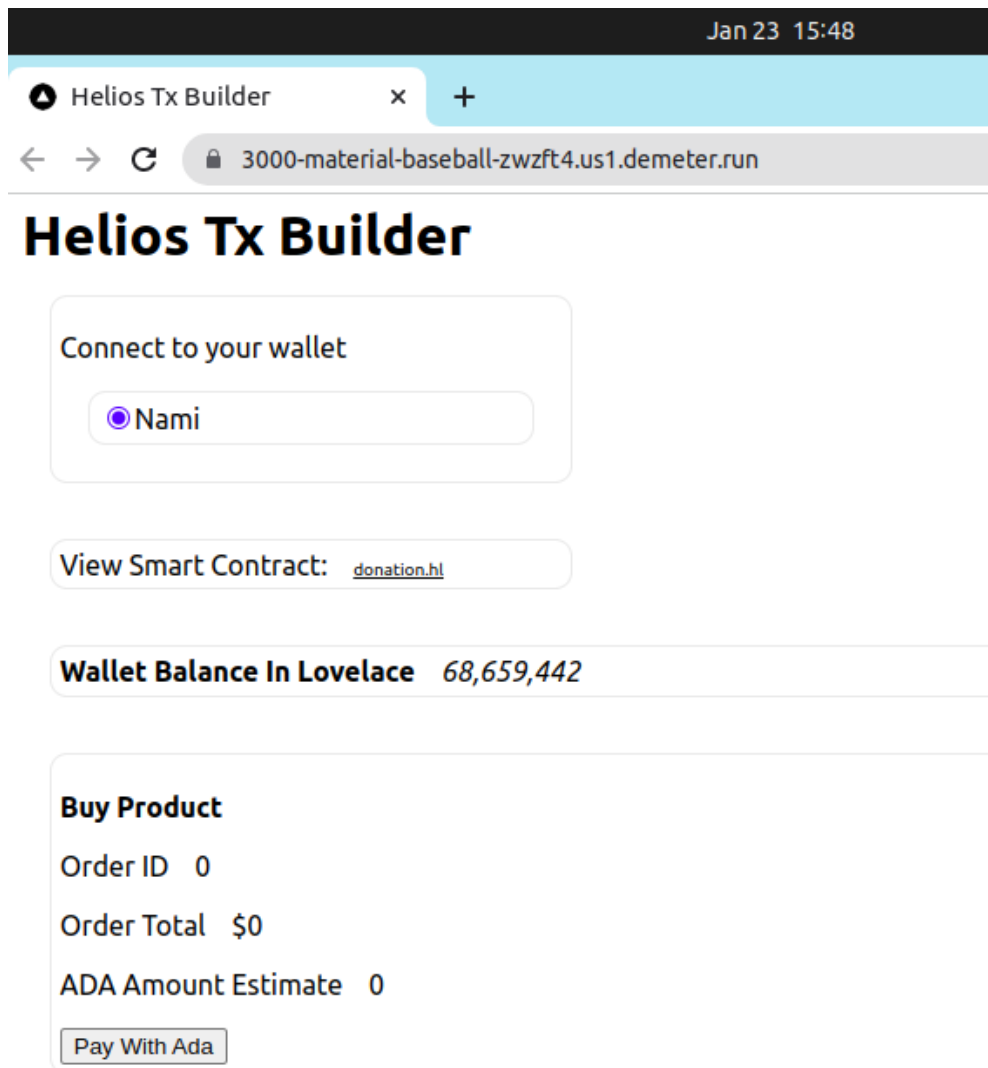 Jan 23 15:48
Helios Tx Builder
3000-material-baseball-zwzft4.us1.demeter.run
Helios Tx Builder
Connect to your wallet
Nami
View Smart Contract: donation.hl
Wallet Balance In Lovelace 68,659,442
Buy Product
Order ID 0
Order Total $0
ADA Amount Estimate 0
Pay With Ada